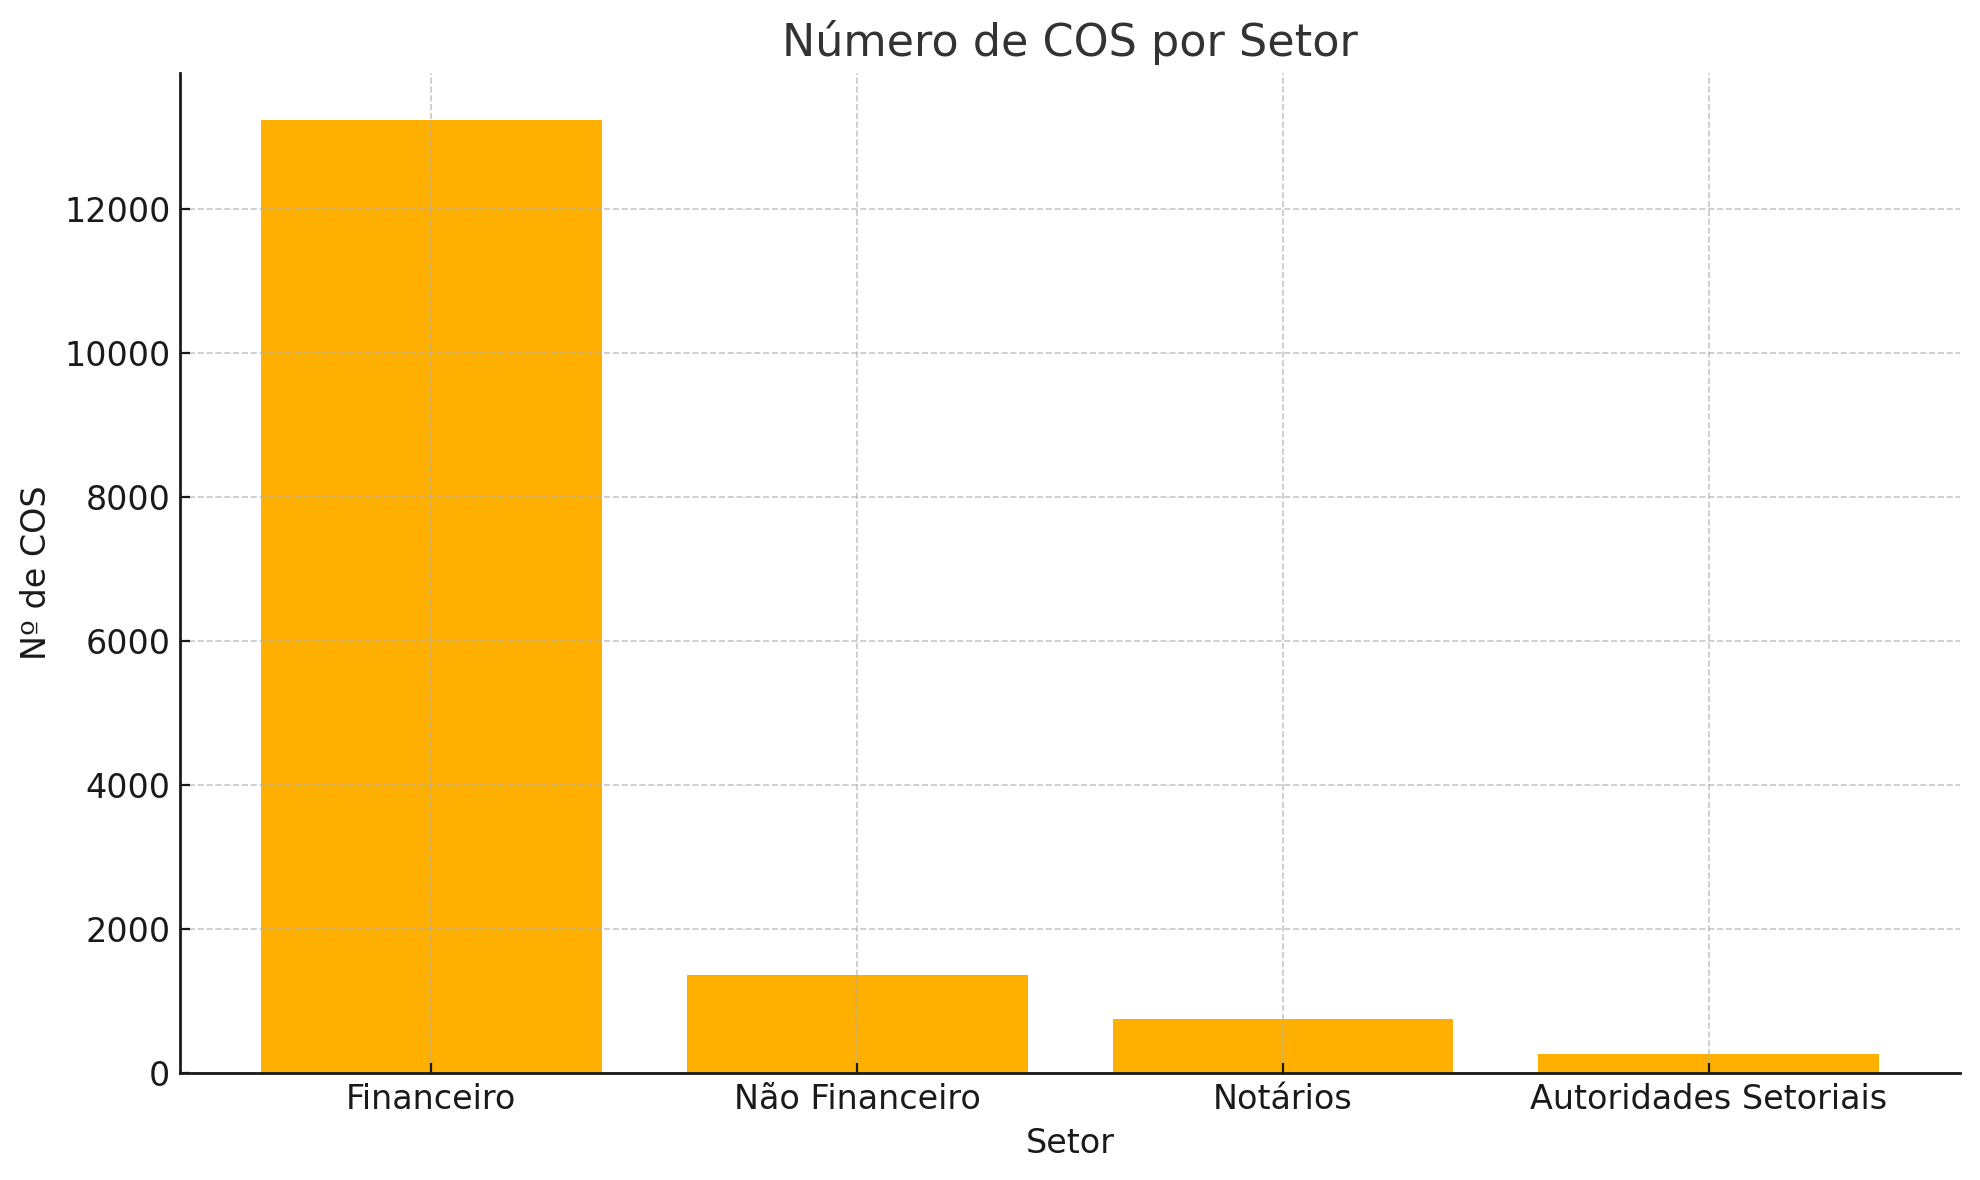 Número de COS por Setor
Nº de COS
12000
10000
8000
6000
4000
2000
0
Financeiro
Não Financeiro
Notários
Autoridades Setoriais
Setor